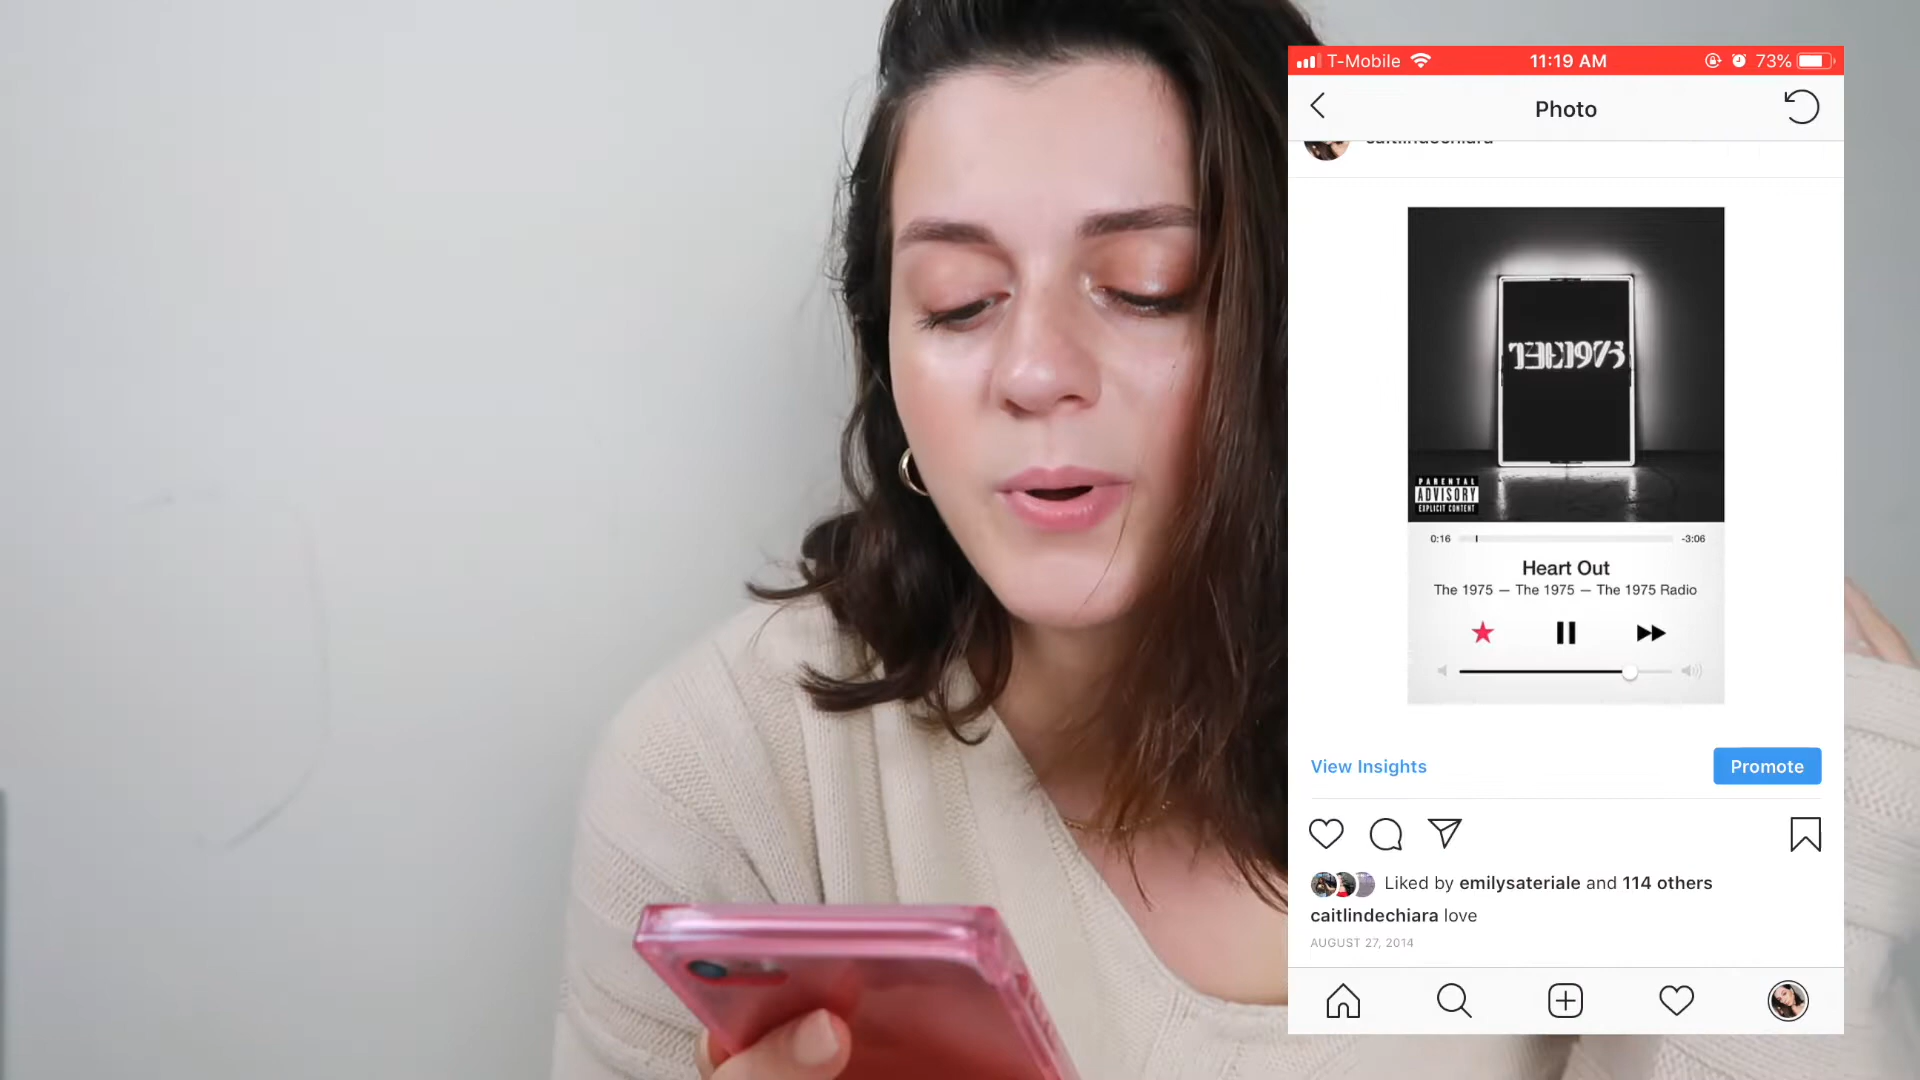 T-Mobile 11:19 AM 73%
Photo
caitlindechiara
THE 1975
PARENTAL
ADVISORY
EXPLICIT CONTENT
0:16 -3:06
Heart Out
The 1975 — The 1975 — The 1975 Radio
View Insights Promote
Liked by emilysateriale and 114 others
caitlindechiara love
AUGUST 27, 2014